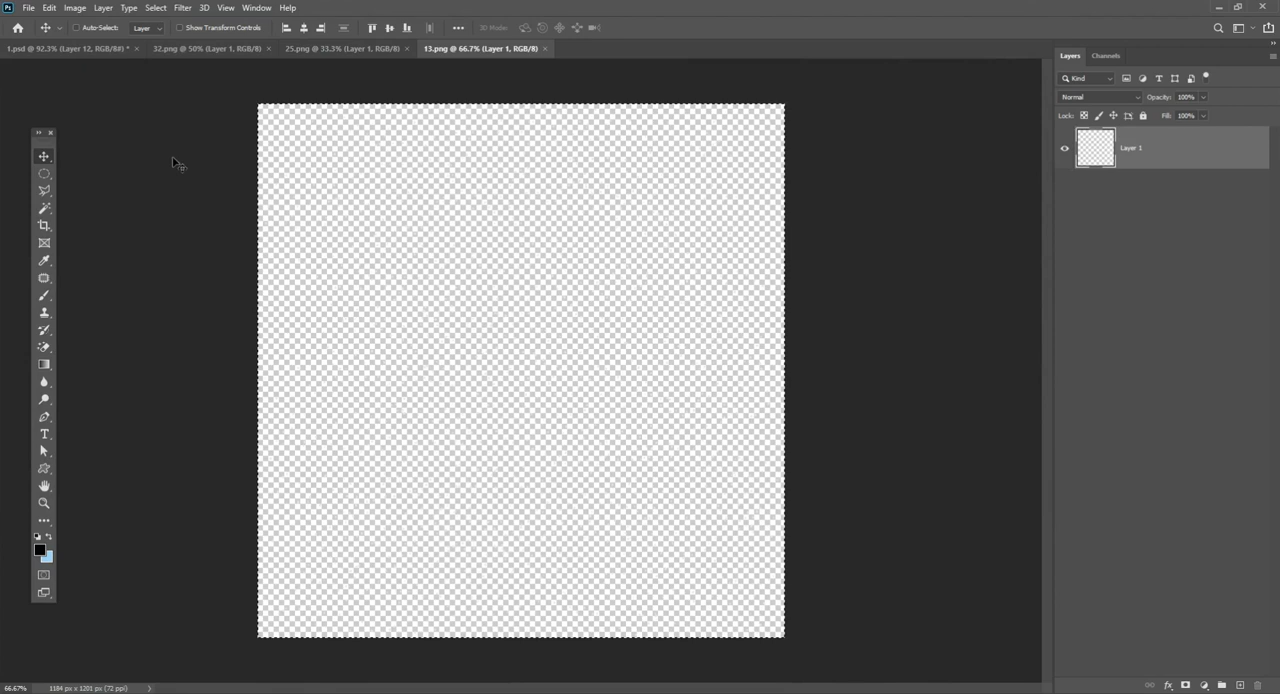 Ps File Edit Image Layer Type Select Filter 3D View Window Help
Auto-Select: Layer Show Transform Controls 3D Mode:
1.psd @ 92.3% (Layer 12, RGB/8#) * × 32.png @ 50% (Layer 1, RGB/8) × 25.png @ 33.3% (Layer 1, RGB/8) × 13.png @ 66.7% (Layer 1, RGB/8) ×
Layers Channels
Kind
Normal Opacity: 100%
Lock: Fill: 100%
Layer 1
66.67% 1184 px x 1201 px (72 ppi)